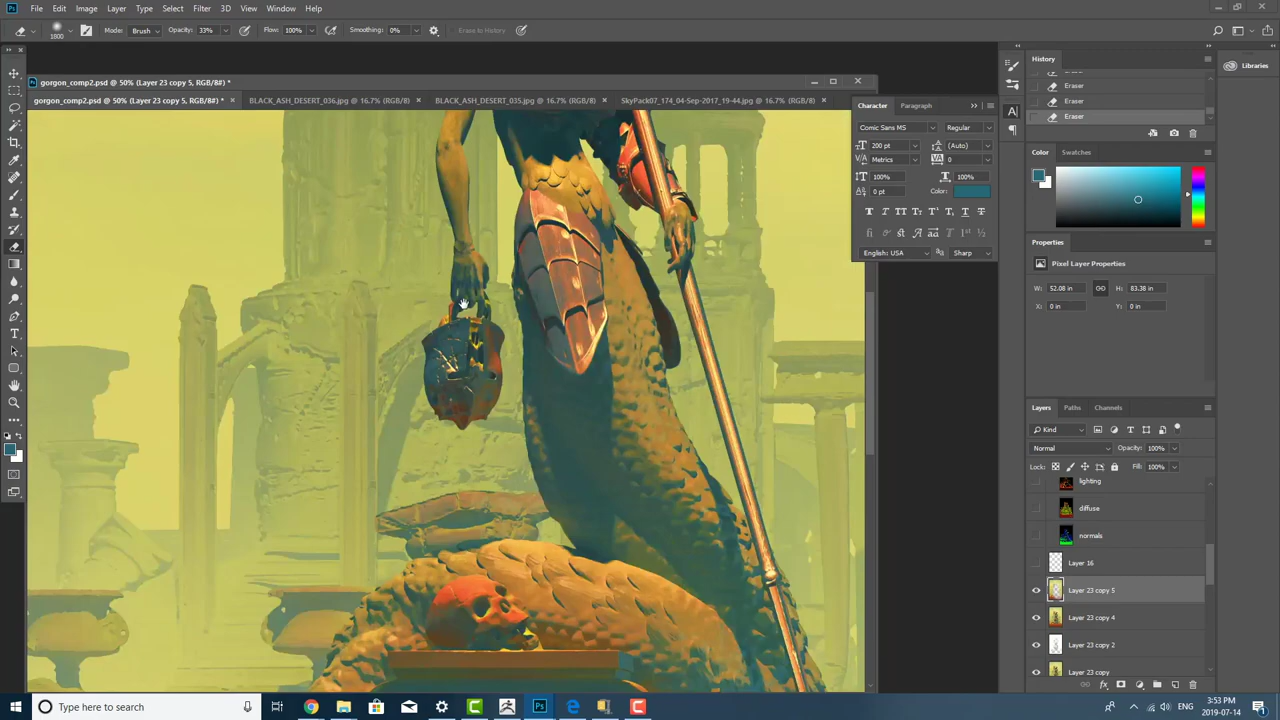 Ps File Edit Image Layer Type Select Filter 3D View Window Help
1800 Mode: Brush Opacity: 33% Flow: 100% Smoothing: 0% Erase to History
gorgon_comp2.psd @ 50% (Layer 23 copy 5, RGB/8#) *
gorgon_comp2.psd @ 50% (Layer 23 copy 5, RGB/8#) * × BLACK_ASH_DESERT_036.jpg @ 16.7% (RGB/8) × BLACK_ASH_DESERT_035.jpg @ 16.7% (RGB/8) × SkyPack07_174_04-Sep-2017_19-44.jpg @ 16.7% (RGB/8) ×
Character Paragraph
Comic Sans MS Regular
200 pt (Auto)
Metrics 0
100% 100%
0 pt Color:
English: USA Sharp
History
Eraser
Eraser
Eraser
Libraries
Color Swatches
Properties
Pixel Layer Properties
W: 52.08 in H: 83.38 in
X: 0 in Y: 0 in
Layers Paths Channels
Kind
Normal Opacity: 100%
Lock: Fill: 100%
lighting
diffuse
normals
Layer 16
Layer 23 copy 5
Layer 23 copy 4
Layer 23 copy 2
Layer 23 copy
Type here to search
ENG
3:53 PM
2019-07-14